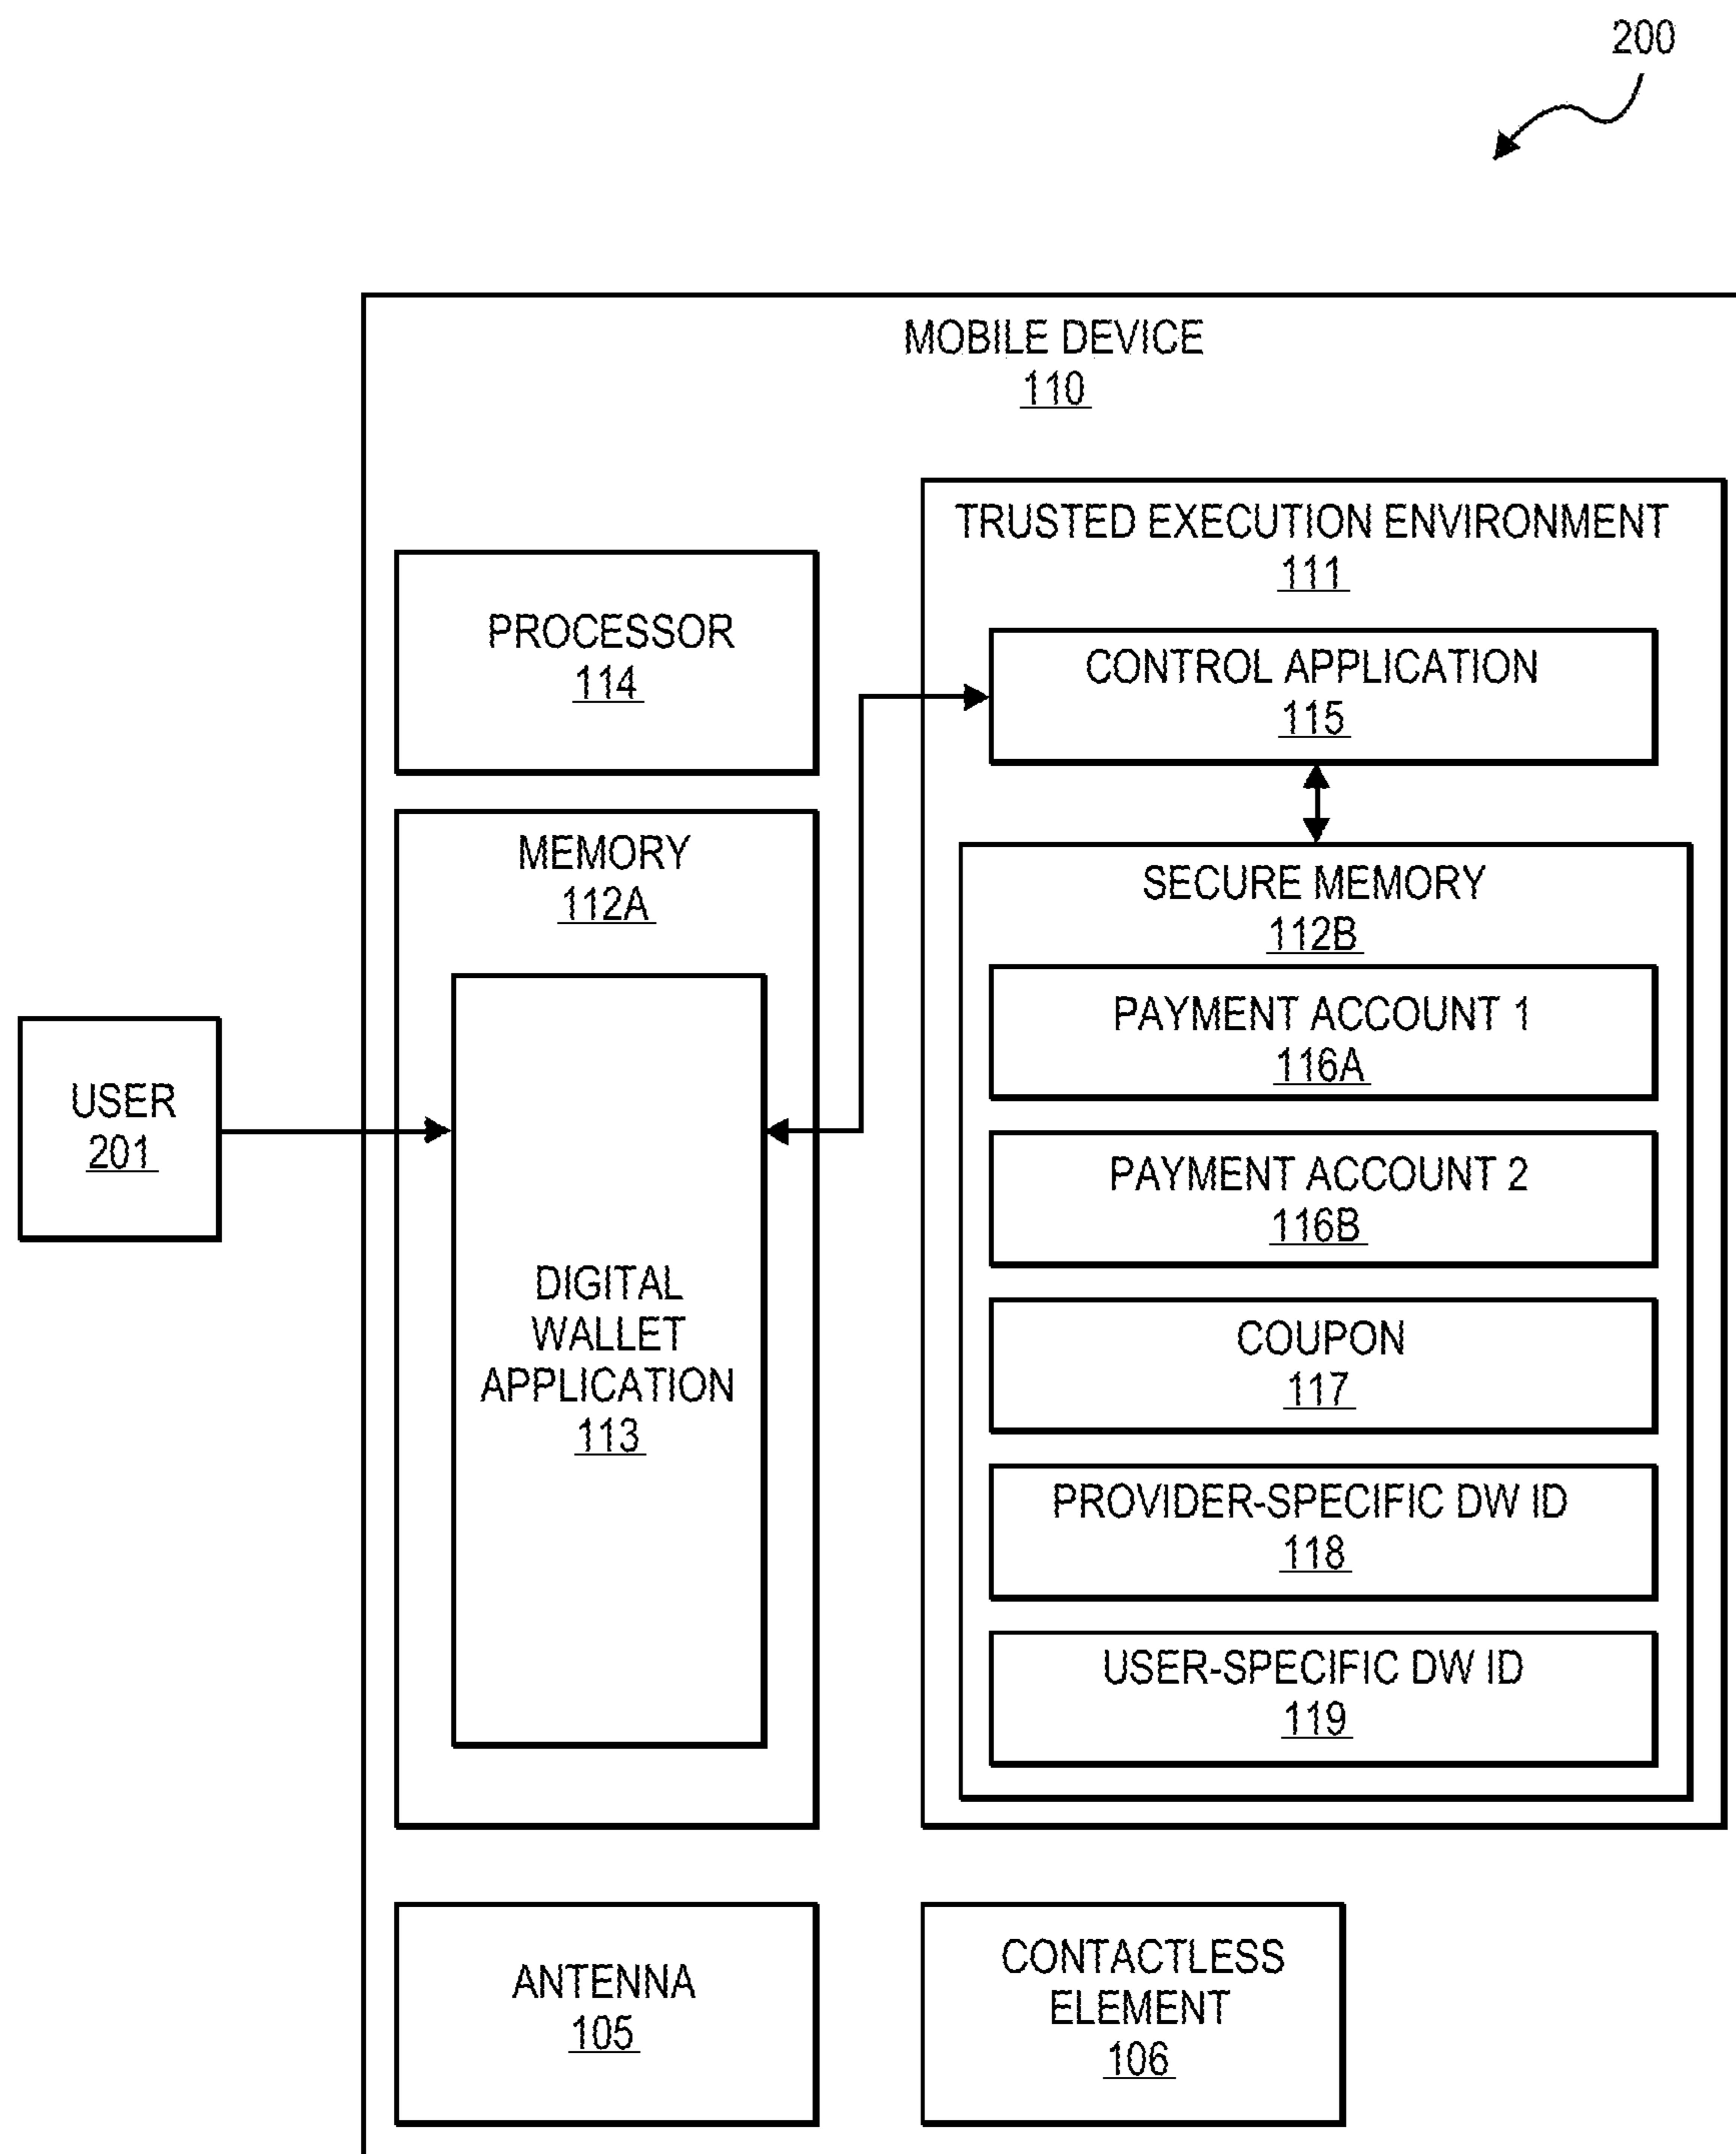 200
MOBILE DEVICE
110
TRUSTED EXECUTION ENVIRONMENT
111
PROCESSOR
114
CONTROL APPLICATION
115
MEMORY
112A
SECURE MEMORY
112B
PAYMENT ACCOUNT 1
116A
USER
201
PAYMENT ACCOUNT 2
116B
DIGITAL
WALLET
APPLICATION
113
COUPON
117
PROVIDER-SPECIFIC DW ID
118
USER-SPECIFIC DW ID
119
ANTENNA
105
CONTACTLESS
ELEMENT
106